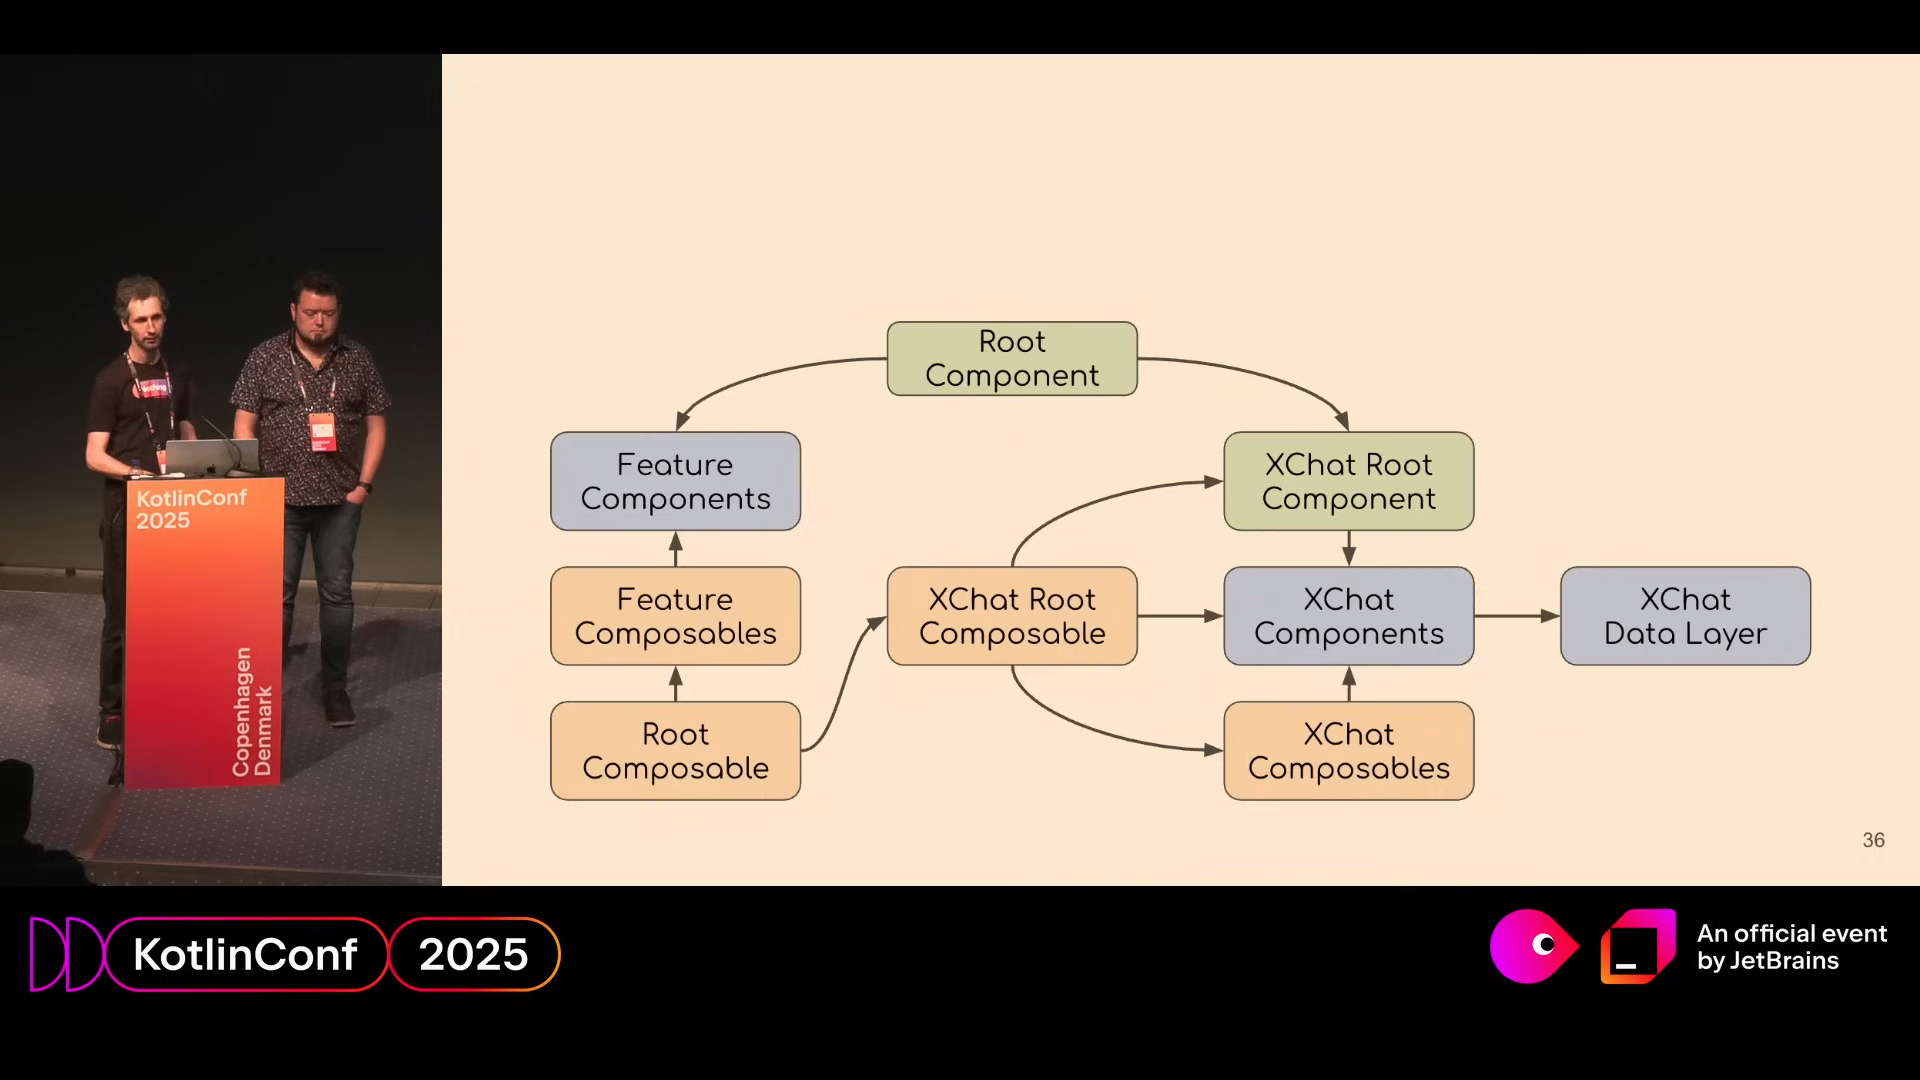 Nothing
KotlinConf
2025
Copenhagen
Denmark
Root
Component
Feature
Components
XChat Root
Component
Feature
Composables
XChat Root
Composable
XChat
Components
XChat
Data Layer
Root
Composable
XChat
Composables
36
KotlinConf
2025
An official event
by JetBrains